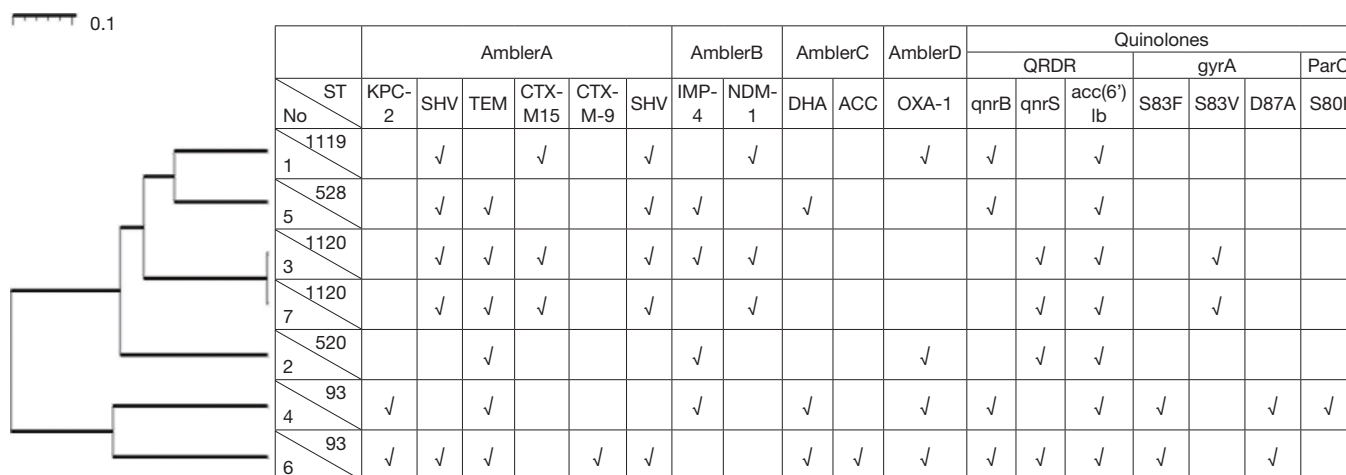 0.1
AmblerA AmblerB AmblerC AmblerD Quinolones
QRDR gyrA ParC
ST No KPC-2 SHV TEM CTX-M15 CTX-M-9 SHV IMP-4 NDM-1 DHA ACC OXA-1 qnrB qnrS acc(6')Ib S83F S83V D87A S80I
1119 1 √ √ √ √ √ √ √
528 5 √ √ √ √ √ √ √
1120 3 √ √ √ √ √ √ √ √ √
1120 7 √ √ √ √ √ √ √ √
520 2 √ √ √ √ √
93 4 √ √ √ √ √ √ √ √ √ √
93 6 √ √ √ √ √ √ √ √ √ √ √ √ √